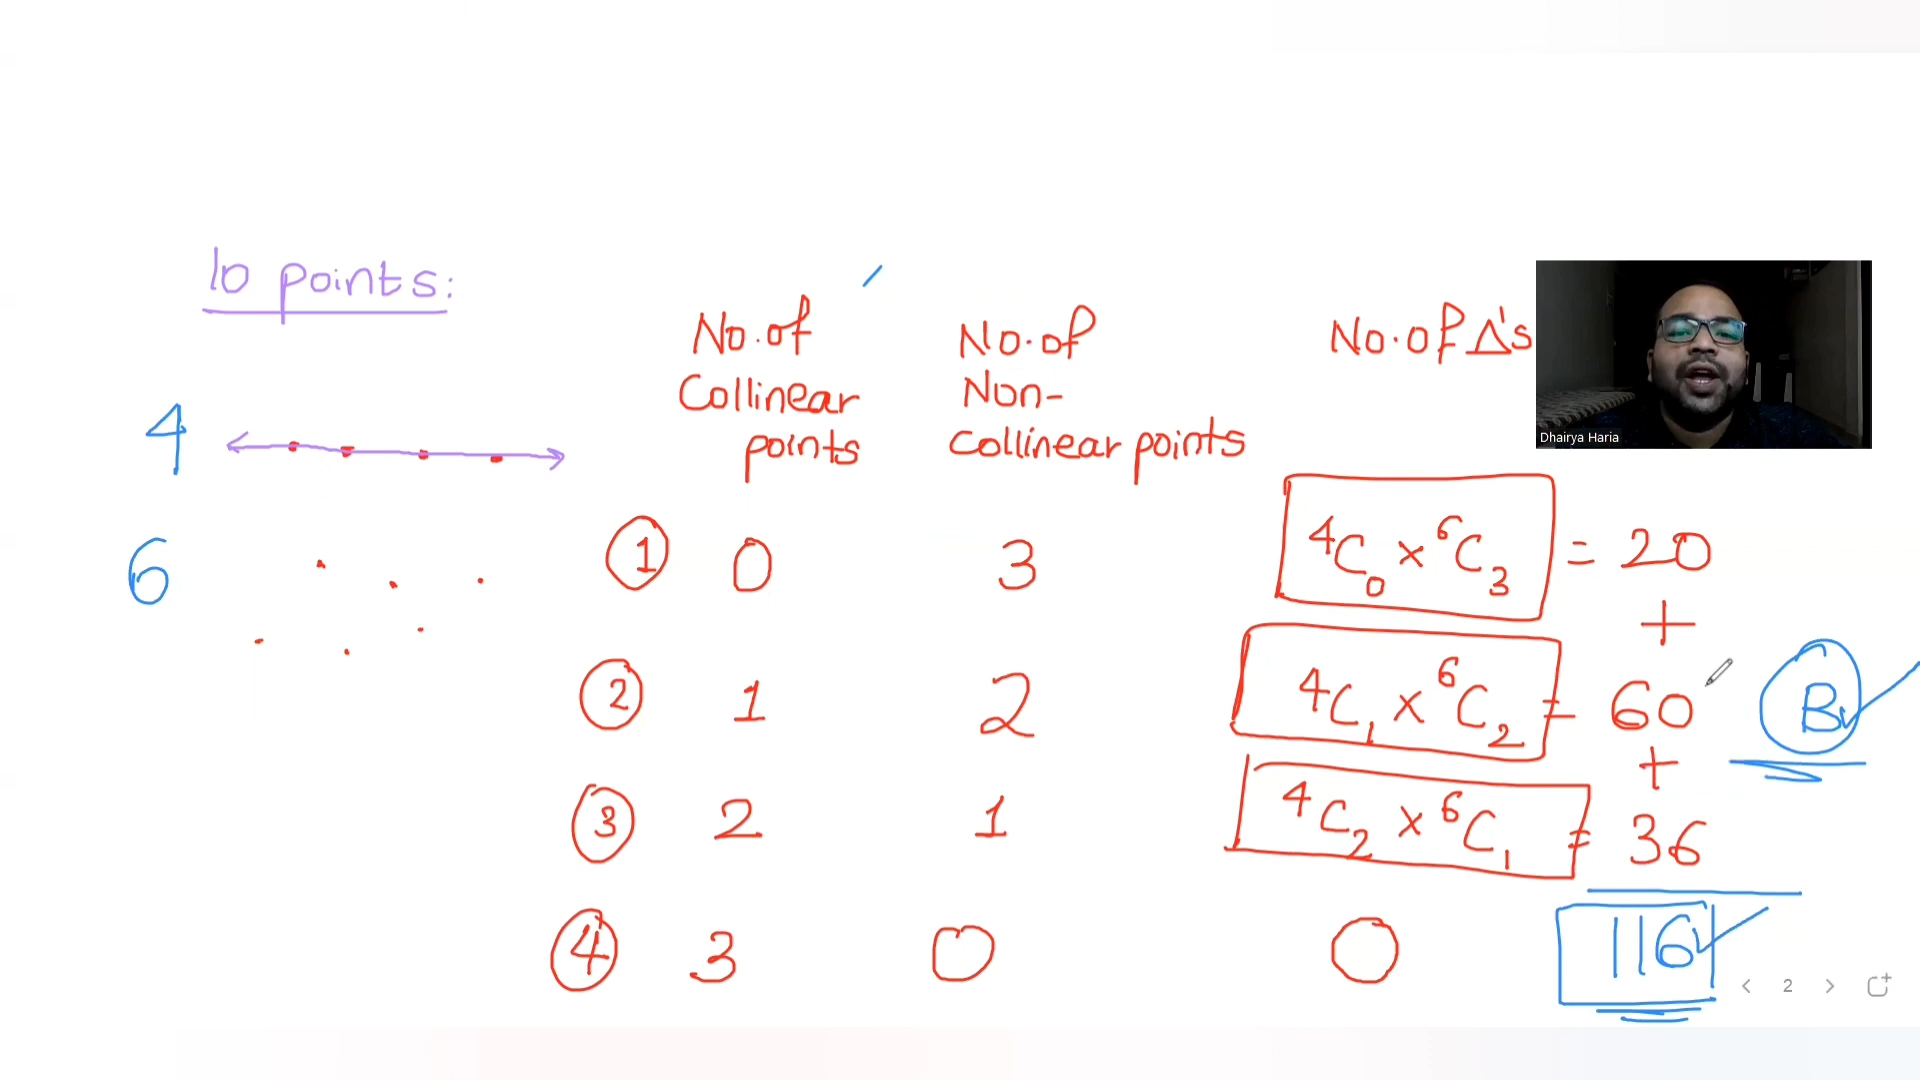 10 points:
No. of
Collinear
points
No. of
Non-
Collinear points
No. of Δ's
Dhairya Haria
4
6
① 0 3 ⁴C₀ × ⁶C₃ = 20
+
② 1 2 ⁴C₁ × ⁶C₂ = 60
B
+
③ 2 1 ⁴C₂ × ⁶C₁ = 36
④ 3 0 0
116
2